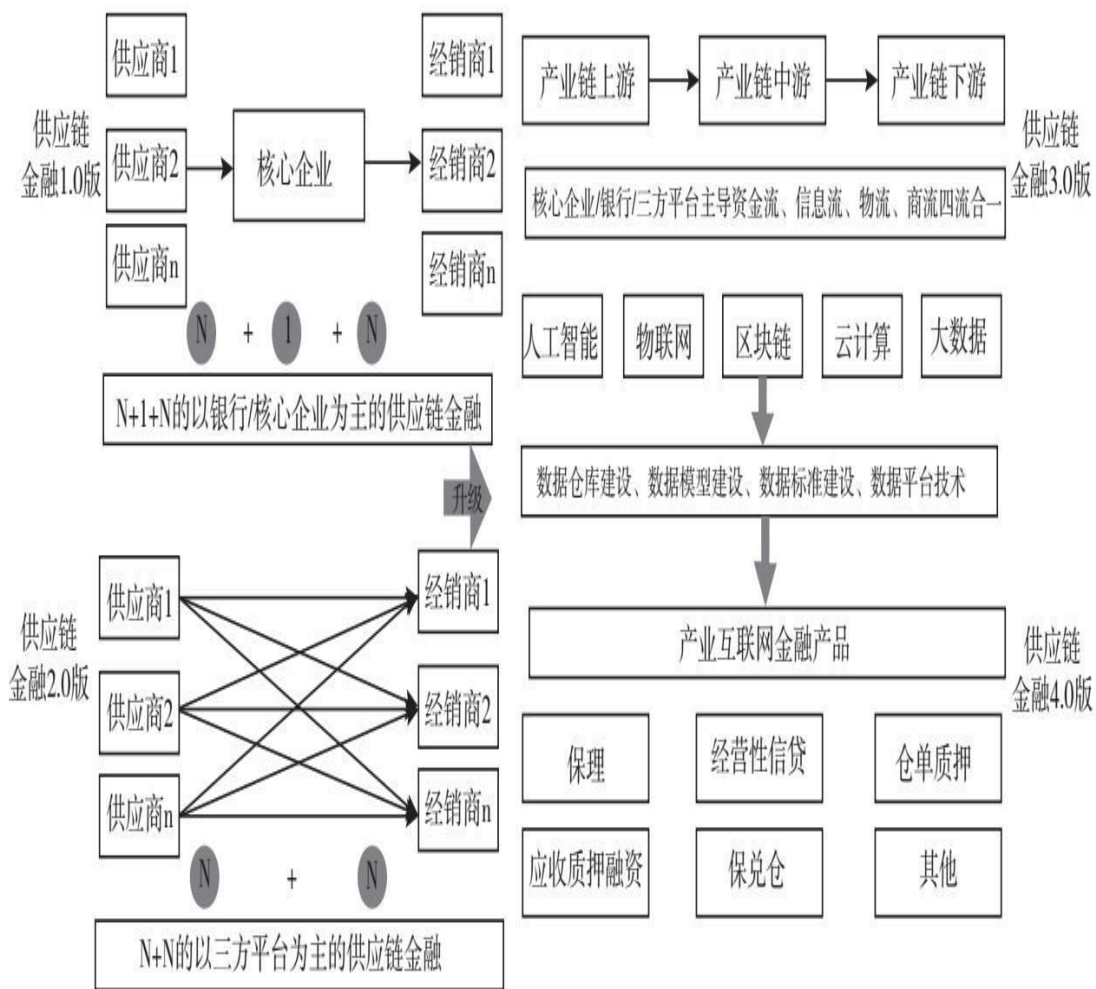 供应商1
经销商1
供应链
金融1.0版
供应商2
核心企业
经销商2
供应商n
经销商n
N + 1 + N
N+1+N的以银行/核心企业为主的供应链金融
升级
供应链
金融2.0版
供应商1
经销商1
供应商2
经销商2
供应商n
经销商n
N + N
N+N的以三方平台为主的供应链金融
产业链上游
产业链中游
产业链下游
供应链
金融3.0版
核心企业/银行/三方平台主导资金流、信息流、物流、商流四流合一
人工智能
物联网
区块链
云计算
大数据
数据仓库建设、数据模型建设、数据标准建设、数据平台技术
产业互联网金融产品
供应链
金融4.0版
保理
经营性信贷
仓单质押
应收质押融资
保兑仓
其他